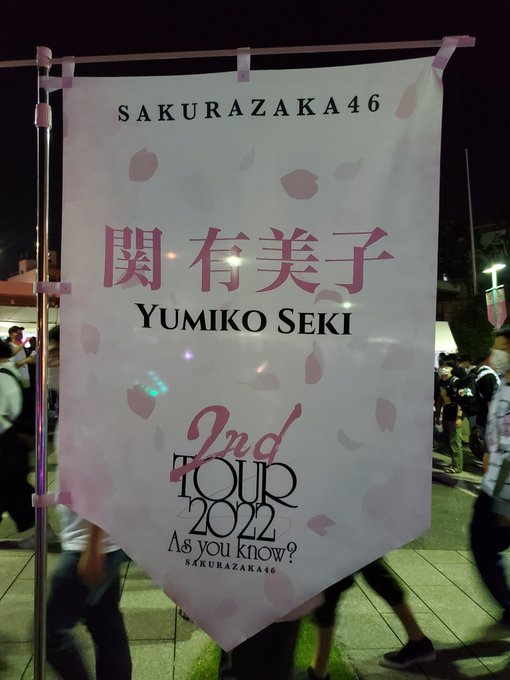 SAKURAZAKA46
関 有美子
YUMIKO SEKI
2nd
TOUR
2022
As you know?
SAKURAZAKA46